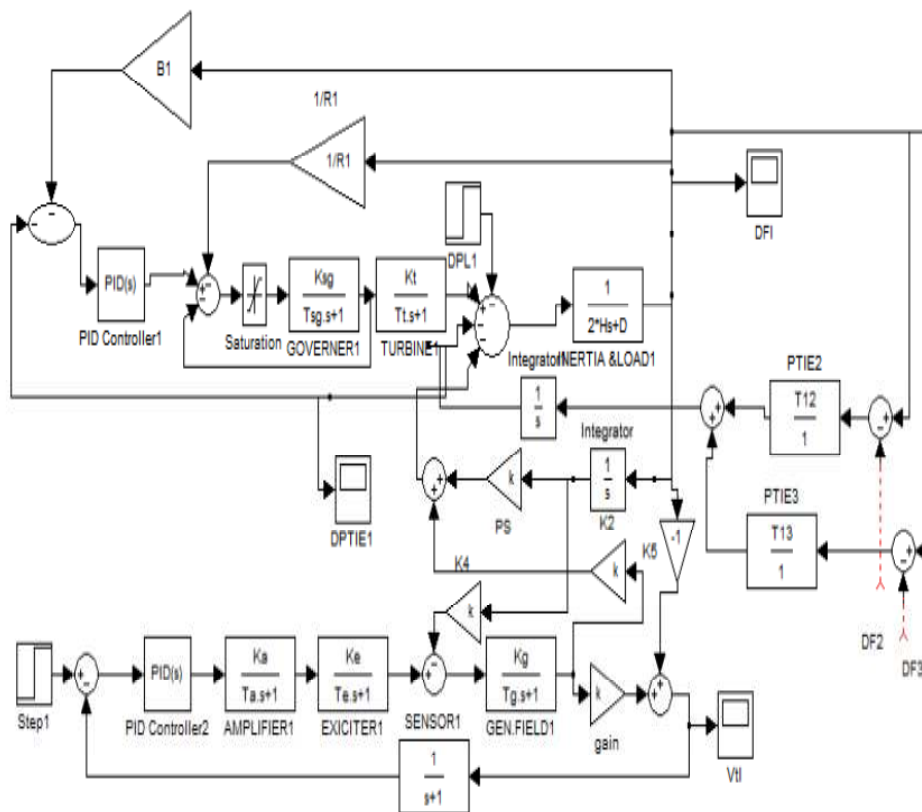 B1
1/R1
1/R1
DFI
DPL1
PID(s)
PID Controller1
Saturation
Ksg
Tsg.s+1
GOVERNER1
Kt
Tt.s+1
TURBINE1
1
2*Hs+D
INERTIA &LOAD1
Integrator
1
s
PTIE2
T12
1
Integrator
1
s
K2
k
PS
DPTIE1
PTIE3
T13
1
K4
k
K5
-1
k
DF2
DF3
Step1
PID(s)
PID Controller2
Ka
Ta.s+1
AMPLIFIER1
Ke
Te.s+1
EXICITER1
SENSOR1
Kg
Tg.s+1
GEN.FIELD1
k
gain
Vtl
1
s+1